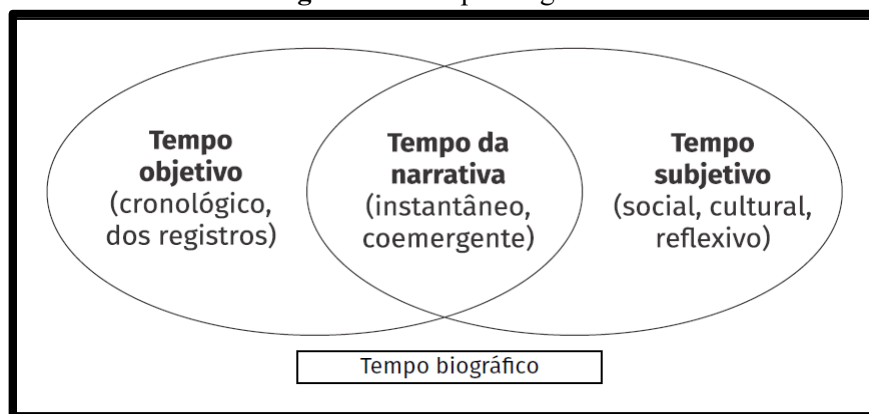 Tempo
objetivo
(cronológico,
dos registros)
Tempo da
narrativa
(instantâneo,
coemergente)
Tempo
subjetivo
(social, cultural,
reflexivo)
Tempo biográfico